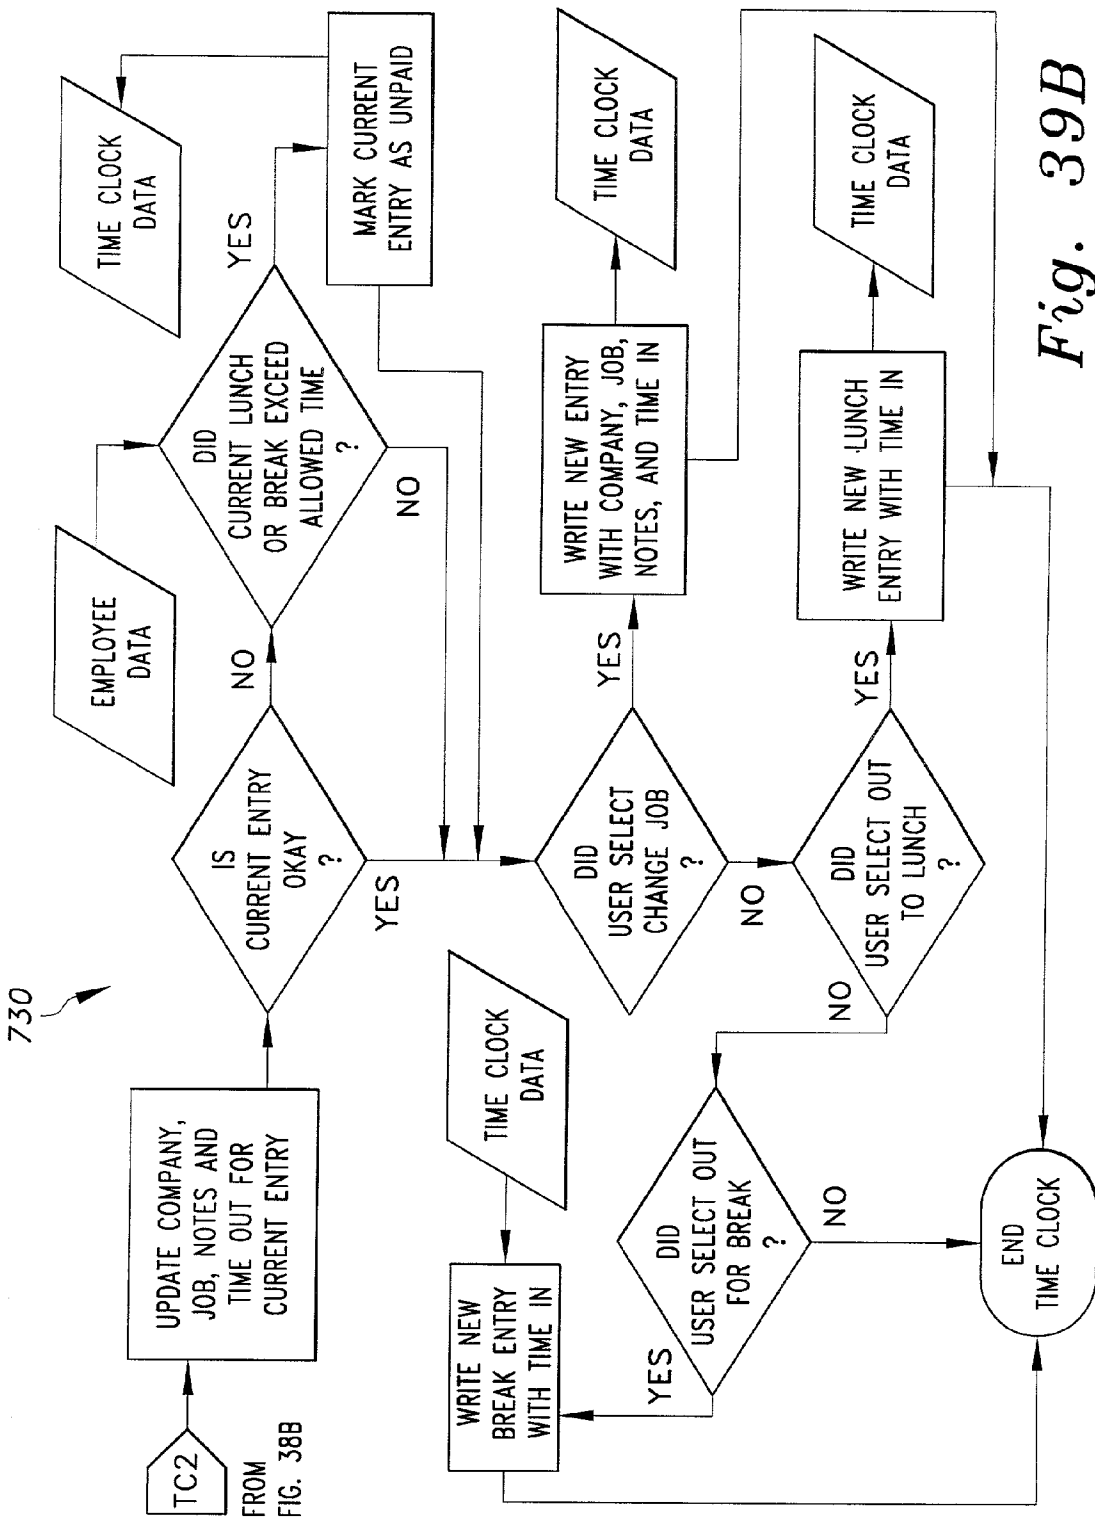 730
TC2
FROM
FIG. 38B
UPDATE COMPANY,
JOB, NOTES AND
TIME OUT FOR
CURRENT ENTRY
IS
CURRENT ENTRY
OKAY
?
NO
YES
EMPLOYEE
DATA
DID
CURRENT LUNCH
OR BREAK EXCEED
ALLOWED TIME
?
YES
NO
TIME CLOCK
DATA
MARK CURRENT
ENTRY AS UNPAID
DID
USER SELECT
CHANGE JOB
?
YES
NO
WRITE NEW ENTRY
WITH COMPANY, JOB,
NOTES, AND TIME IN
TIME CLOCK
DATA
DID
USER SELECT OUT
TO LUNCH
?
YES
NO
WRITE NEW LUNCH
ENTRY WITH TIME IN
TIME CLOCK
DATA
TIME CLOCK
DATA
WRITE NEW
BREAK ENTRY
WITH TIME IN
DID
USER SELECT OUT
FOR BREAK
?
YES
NO
END
TIME CLOCK
Fig. 39B